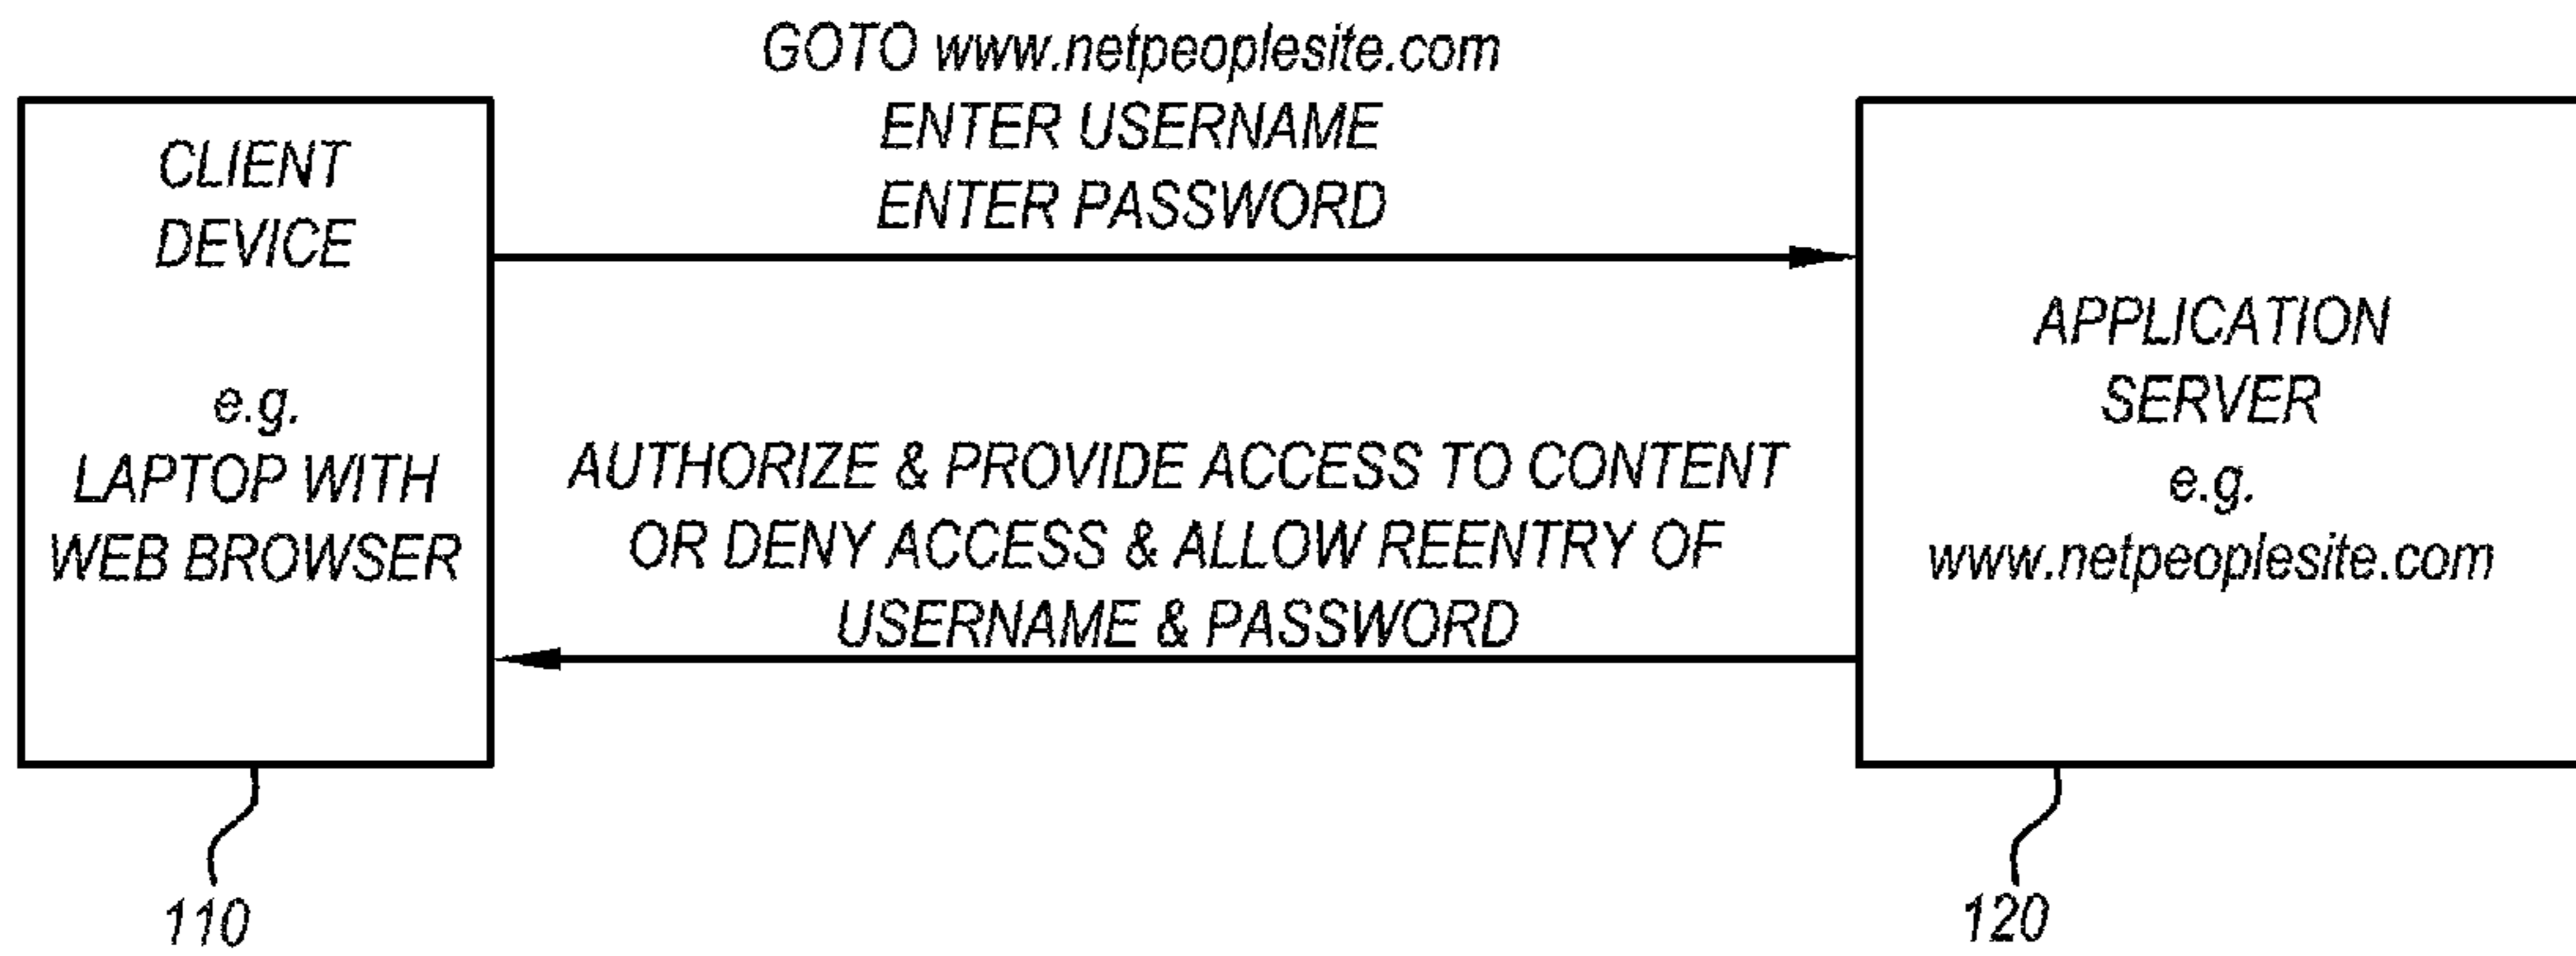 GOTO www.netpeoplesite.com
ENTER USERNAME
ENTER PASSWORD
CLIENT
DEVICE
e.g.
LAPTOP WITH
WEB BROWSER
AUTHORIZE & PROVIDE ACCESS TO CONTENT
OR DENY ACCESS & ALLOW REENTRY OF
USERNAME & PASSWORD
APPLICATION
SERVER
e.g.
www.netpeoplesite.com
110
120